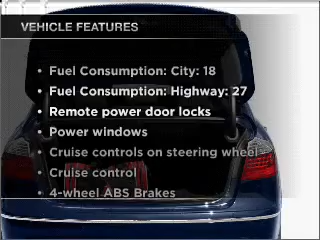 VEHICLE FEATURES
• Fuel Consumption: City: 18
• Fuel Consumption: Highway: 27
• Remote power door locks
• Power windows
• Cruise controls on steering wheel
• Cruise control
• 4-wheel ABS Brakes